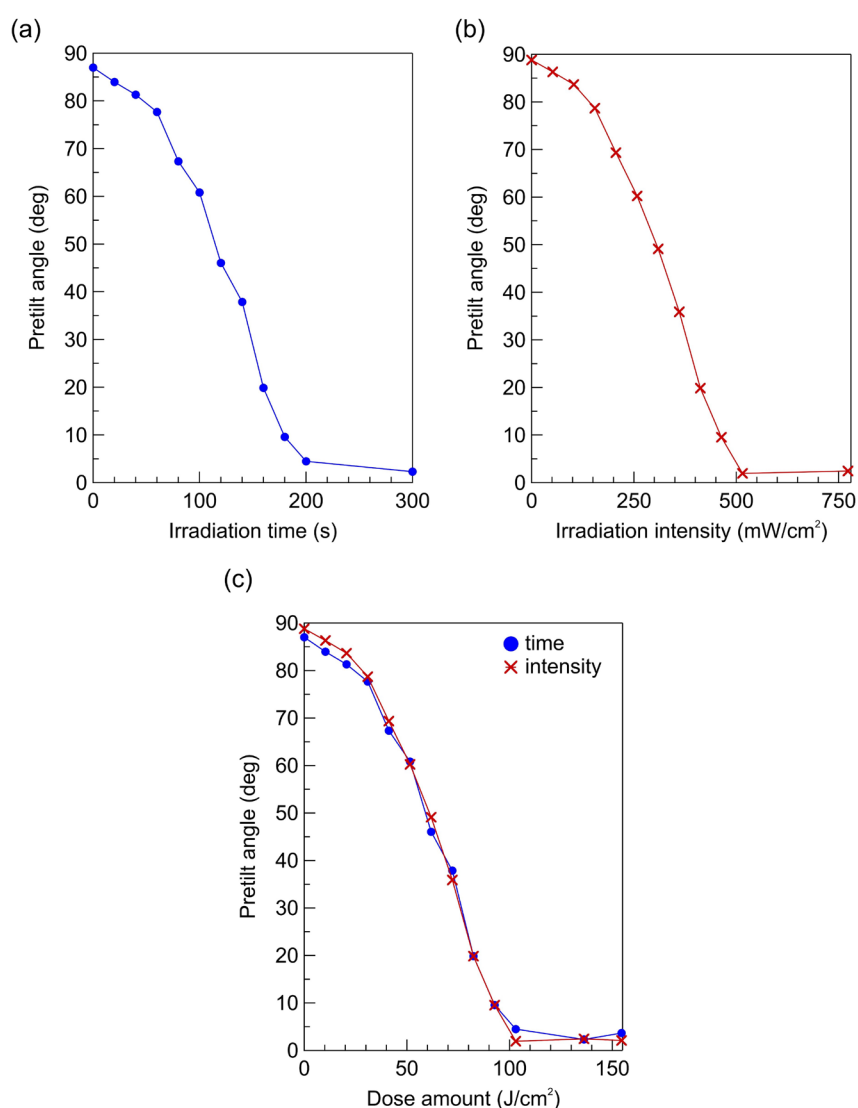 (a)
90
80
70
60
50
40
30
20
10
0
Pretilt angle (deg)
0 100 200 300
Irradiation time (s)
(b)
90
80
70
60
50
40
30
20
10
0
Pretilt angle (deg)
0 250 500 750
Irradiation intensity (mW/cm²)
(c)
90
80
70
60
50
40
30
20
10
0
Pretilt angle (deg)
time
intensity
0 50 100 150
Dose amount (J/cm²)